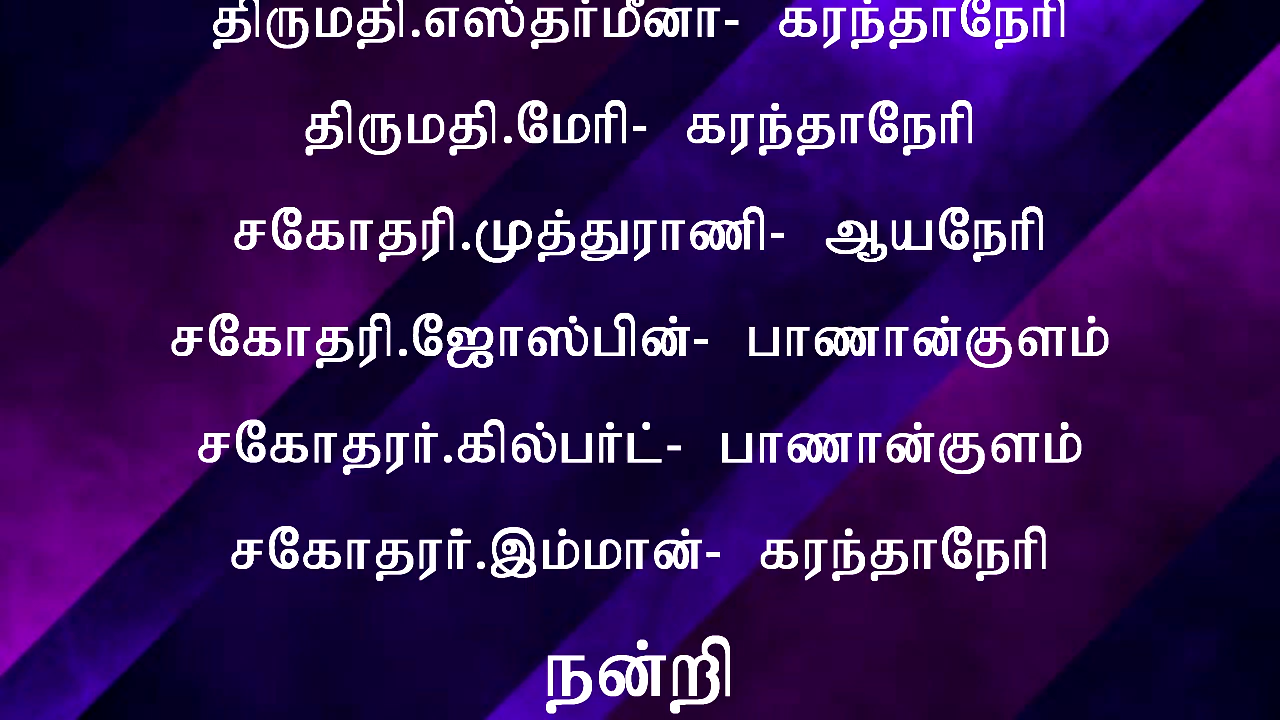 திருமதி.எஸ்தர்மீனா- கரந்தாநேரி
திருமதி.மேரி- கரந்தாநேரி
சகோதரி.முத்துராணி- ஆயநேரி
சகோதரி.ஜோஸ்பின்- பாணான்குளம்
சகோதரர்.கில்பர்ட்- பாணான்குளம்
சகோதரர்.இம்மான்- கரந்தாநேரி
நன்றி